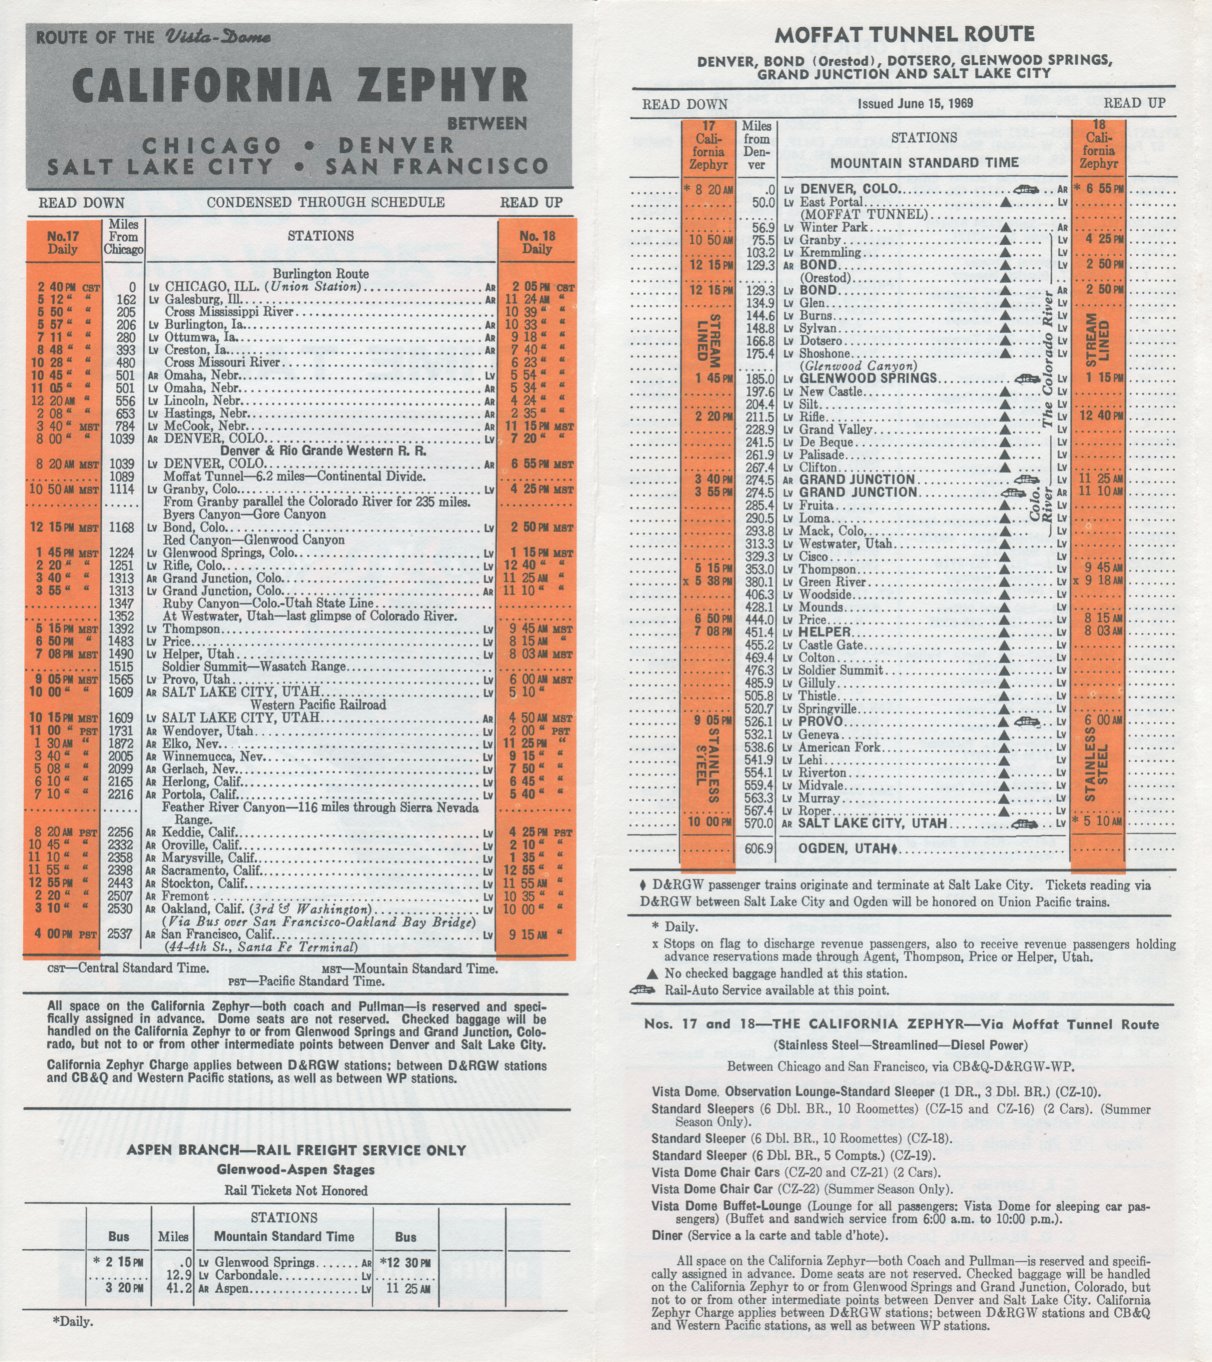 ROUTE OF THE Vista-Dome
CALIFORNIA ZEPHYR
BETWEEN
CHICAGO • DENVER
SALT LAKE CITY • SAN FRANCISCO
READ DOWN CONDENSED THROUGH SCHEDULE READ UP
No.17 Daily Miles From Chicago STATIONS No. 18 Daily
Burlington Route
2 40 PM CST 0 Lv CHICAGO, ILL. (Union Station) Ar 2 05 PM CST
5 12 " " 162 Lv Galesburg, Ill. Ar 11 24 AM "
5 50 " " 205 Cross Mississippi River 10 39 " "
5 57 " " 206 Lv Burlington, Ia. Ar 10 33 " "
7 11 " " 280 Lv Ottumwa, Ia. Ar 9 18 " "
8 48 " " 393 Lv Creston, Ia. Ar 7 40 " "
10 28 " " 480 Cross Missouri River 6 23 " "
10 45 " " 501 Ar Omaha, Nebr. Lv 5 54 " "
11 05 " " 501 Lv Omaha, Nebr. Ar 5 34 " "
12 20 AM " 556 Lv Lincoln, Nebr. Ar 4 24 " "
2 08 " " 653 Lv Hastings, Nebr. Ar 2 35 " "
3 40 " MST 784 Lv McCook, Nebr. Ar 11 15 PM MST
8 00 " " 1039 Ar DENVER, COLO. Lv 7 20 " "
Denver & Rio Grande Western R. R.
8 20 AM MST 1039 Lv DENVER, COLO. Ar 6 55 PM MST
1089 Moffat Tunnel—6.2 miles—Continental Divide.
10 50 AM MST 1114 Lv Granby, Colo. Lv 4 25 PM MST
From Granby parallel the Colorado River for 235 miles.
Byers Canyon—Gore Canyon
12 15 PM MST 1168 Lv Bond, Colo. Lv 2 50 PM MST
Red Canyon—Glenwood Canyon
1 45 PM MST 1224 Lv Glenwood Springs, Colo. Lv 1 15 PM MST
2 20 " " 1251 Lv Rifle, Colo. Lv 12 40 " "
3 40 " " 1313 Ar Grand Junction, Colo. Lv 11 25 AM "
3 55 " " 1313 Lv Grand Junction, Colo. Ar 11 10 " "
1347 Ruby Canyon—Colo.-Utah State Line
1352 At Westwater, Utah—last glimpse of Colorado River.
5 15 PM MST 1392 Lv Thompson Lv 9 45 AM MST
6 50 PM " 1483 Lv Price Lv 8 15 AM "
7 08 PM MST 1490 Lv Helper, Utah Lv 8 03 AM MST
1515 Soldier Summit—Wasatch Range
9 05 PM MST 1565 Lv Provo, Utah Lv 6 00 AM MST
10 00 " " 1609 Ar SALT LAKE CITY, UTAH Lv 5 10 "
Western Pacific Railroad
10 15 PM MST 1609 Lv SALT LAKE CITY, UTAH Ar 4 50 AM MST
11 00 " PST 1731 Ar Wendover, Utah Lv 2 00 " PST
1 30 AM " 1872 Ar Elko, Nev. Lv 11 25 PM "
3 40 " " 2005 Ar Winnemucca, Nev. Lv 9 15 " "
5 08 " " 2099 Ar Gerlach, Nev. Lv 7 50 " "
6 10 " " 2165 Ar Herlong, Calif. Lv 6 45 " "
7 10 " " 2216 Ar Portola, Calif. Lv 5 40 " "
Feather River Canyon—116 miles through Sierra Nevada
Range.
8 20 AM PST 2256 Ar Keddie, Calif. Lv 4 25 PM PST
10 45 " " 2332 Ar Oroville, Calif. Lv 2 10 " "
11 10 " " 2358 Ar Marysville, Calif. Lv 1 35 " "
11 55 " " 2398 Ar Sacramento, Calif. Lv 12 55 " "
12 55 PM " 2443 Ar Stockton, Calif. Lv 11 55 AM "
2 20 " " 2507 Ar Fremont Lv 10 35 " "
3 10 " " 2530 Ar Oakland, Calif. (3rd & Washington) Lv 10 00 " "
(Via Bus over San Francisco-Oakland Bay Bridge)
4 00 PM PST 2537 Ar San Francisco, Calif. Lv 9 15 AM "
(44-4th St., Santa Fe Terminal)
CST—Central Standard Time. MST—Mountain Standard Time.
PST—Pacific Standard Time.
All space on the California Zephyr—both coach and Pullman—is reserved and speci-
fically assigned in advance. Dome seats are not reserved. Checked baggage will be
handled on the California Zephyr to or from Glenwood Springs and Grand Junction, Colo-
rado, but not to or from other intermediate points between Denver and Salt Lake City.
California Zephyr Charge applies between D&RGW stations; between D&RGW stations
and CB&Q and Western Pacific stations, as well as between WP stations.
ASPEN BRANCH—RAIL FREIGHT SERVICE ONLY
Glenwood-Aspen Stages
Rail Tickets Not Honored
Bus Miles STATIONS Mountain Standard Time Bus
* 2 15 PM .0 Lv Glenwood Springs Ar *12 30 PM
12.9 Lv Carbondale Lv
3 20 PM 41.2 Ar Aspen Lv 11 25 AM
*Daily.
MOFFAT TUNNEL ROUTE
DENVER, BOND (Orestod), DOTSERO, GLENWOOD SPRINGS,
GRAND JUNCTION AND SALT LAKE CITY
READ DOWN Issued June 15, 1969 READ UP
17 California Zephyr Miles from Denver STATIONS MOUNTAIN STANDARD TIME 18 California Zephyr
* 8 20 AM .0 Lv DENVER, COLO. Ar * 6 55 PM
50.0 Lv East Portal ▲ Lv
(MOFFAT TUNNEL)
56.9 Lv Winter Park ▲ Ar
10 50 AM 75.5 Lv Granby ▲ Lv 4 25 PM
103.2 Lv Kremmling ▲ Lv
12 15 PM 129.3 Ar BOND ▲ Lv 2 50 PM
(Orestod) ▲
12 15 PM 129.3 Lv BOND ▲ Ar 2 50 PM
134.9 Lv Glen ▲ Lv
144.6 Lv Burns ▲ Lv
148.8 Lv Sylvan ▲ Lv
166.8 Lv Dotsero ▲ Lv
175.4 Lv Shoshone ▲ Lv
(Glenwood Canyon)
1 45 PM 185.0 Lv GLENWOOD SPRINGS Lv 1 15 PM
197.6 Lv New Castle ▲ Lv
204.4 Lv Silt ▲ Lv
2 20 PM 211.5 Lv Rifle ▲ Lv 12 40 PM
228.9 Lv Grand Valley ▲ Lv
241.5 Lv De Beque ▲ Lv
261.9 Lv Palisade ▲ Lv
267.4 Lv Clifton ▲ Lv
3 40 PM 274.5 Ar GRAND JUNCTION Lv 11 25 AM
3 55 PM 274.5 Lv GRAND JUNCTION Ar 11 10 AM
285.4 Lv Fruita ▲ Lv
290.5 Lv Loma ▲ Lv
293.8 Lv Mack, Colo. ▲ Lv
313.3 Lv Westwater, Utah ▲ Lv
329.3 Lv Cisco ▲ Lv
5 15 PM 353.0 Lv Thompson ▲ Lv 9 45 AM
x 5 38 PM 380.1 Lv Green River ▲ Lv x 9 18 AM
406.3 Lv Woodside ▲ Lv
428.1 Lv Mounds ▲ Lv
6 50 PM 444.0 Lv Price ▲ Lv 8 15 AM
7 08 PM 451.4 Lv HELPER ▲ Lv 8 03 AM
455.2 Lv Castle Gate ▲ Lv
469.4 Lv Colton ▲ Lv
476.3 Lv Soldier Summit ▲ Lv
485.9 Lv Gilluly ▲ Lv
505.8 Lv Thistle ▲ Lv
520.7 Lv Springville ▲ Lv
9 05 PM 526.1 Lv PROVO ▲ Lv 6 00 AM
532.1 Lv Geneva ▲ Lv
538.6 Lv American Fork ▲ Lv
541.9 Lv Lehi ▲ Lv
554.1 Lv Riverton ▲ Lv
559.4 Lv Midvale ▲ Lv
563.3 Lv Murray ▲ Lv
567.4 Lv Roper ▲ Lv
10 00 PM 570.0 Ar SALT LAKE CITY, UTAH Lv * 5 10 AM
606.9 OGDEN, UTAH♦
STREAM LINED
STAINLESS STEEL
The Colorado River
Colo. River
STREAM LINED
STAINLESS STEEL
♦ D&RGW passenger trains originate and terminate at Salt Lake City. Tickets reading via
D&RGW between Salt Lake City and Ogden will be honored on Union Pacific trains.
* Daily.
x Stops on flag to discharge revenue passengers, also to receive revenue passengers holding
advance reservations made through Agent, Thompson, Price or Helper, Utah.
▲ No checked baggage handled at this station.
Rail-Auto Service available at this point.
Nos. 17 and 18—THE CALIFORNIA ZEPHYR—Via Moffat Tunnel Route
(Stainless Steel—Streamlined—Diesel Power)
Between Chicago and San Francisco, via CB&Q-D&RGW-WP.
Vista Dome, Observation Lounge-Standard Sleeper (1 DR., 3 Dbl. BR.) (CZ-10).
Standard Sleepers (6 Dbl. BR., 10 Roomettes) (CZ-15 and CZ-16) (2 Cars). (Summer
Season Only).
Standard Sleeper (6 Dbl. BR., 10 Roomettes) (CZ-18).
Standard Sleeper (6 Dbl. BR., 5 Compts.) (CZ-19).
Vista Dome Chair Cars (CZ-20 and CZ-21) (2 Cars).
Vista Dome Chair Car (CZ-22) (Summer Season Only).
Vista Dome Buffet-Lounge (Lounge for all passengers: Vista Dome for sleeping car pas-
sengers) (Buffet and sandwich service from 6:00 a.m. to 10:00 p.m.).
Diner (Service a la carte and table d'hote).
All space on the California Zephyr—both Coach and Pullman—is reserved and specifi-
cally assigned in advance. Dome seats are not reserved. Checked baggage will be handled
on the California Zephyr to or from Glenwood Springs and Grand Junction, Colorado, but
not to or from other intermediate points between Denver and Salt Lake City. California
Zephyr Charge applies between D&RGW stations; between D&RGW stations and CB&Q
and Western Pacific stations, as well as between WP stations.